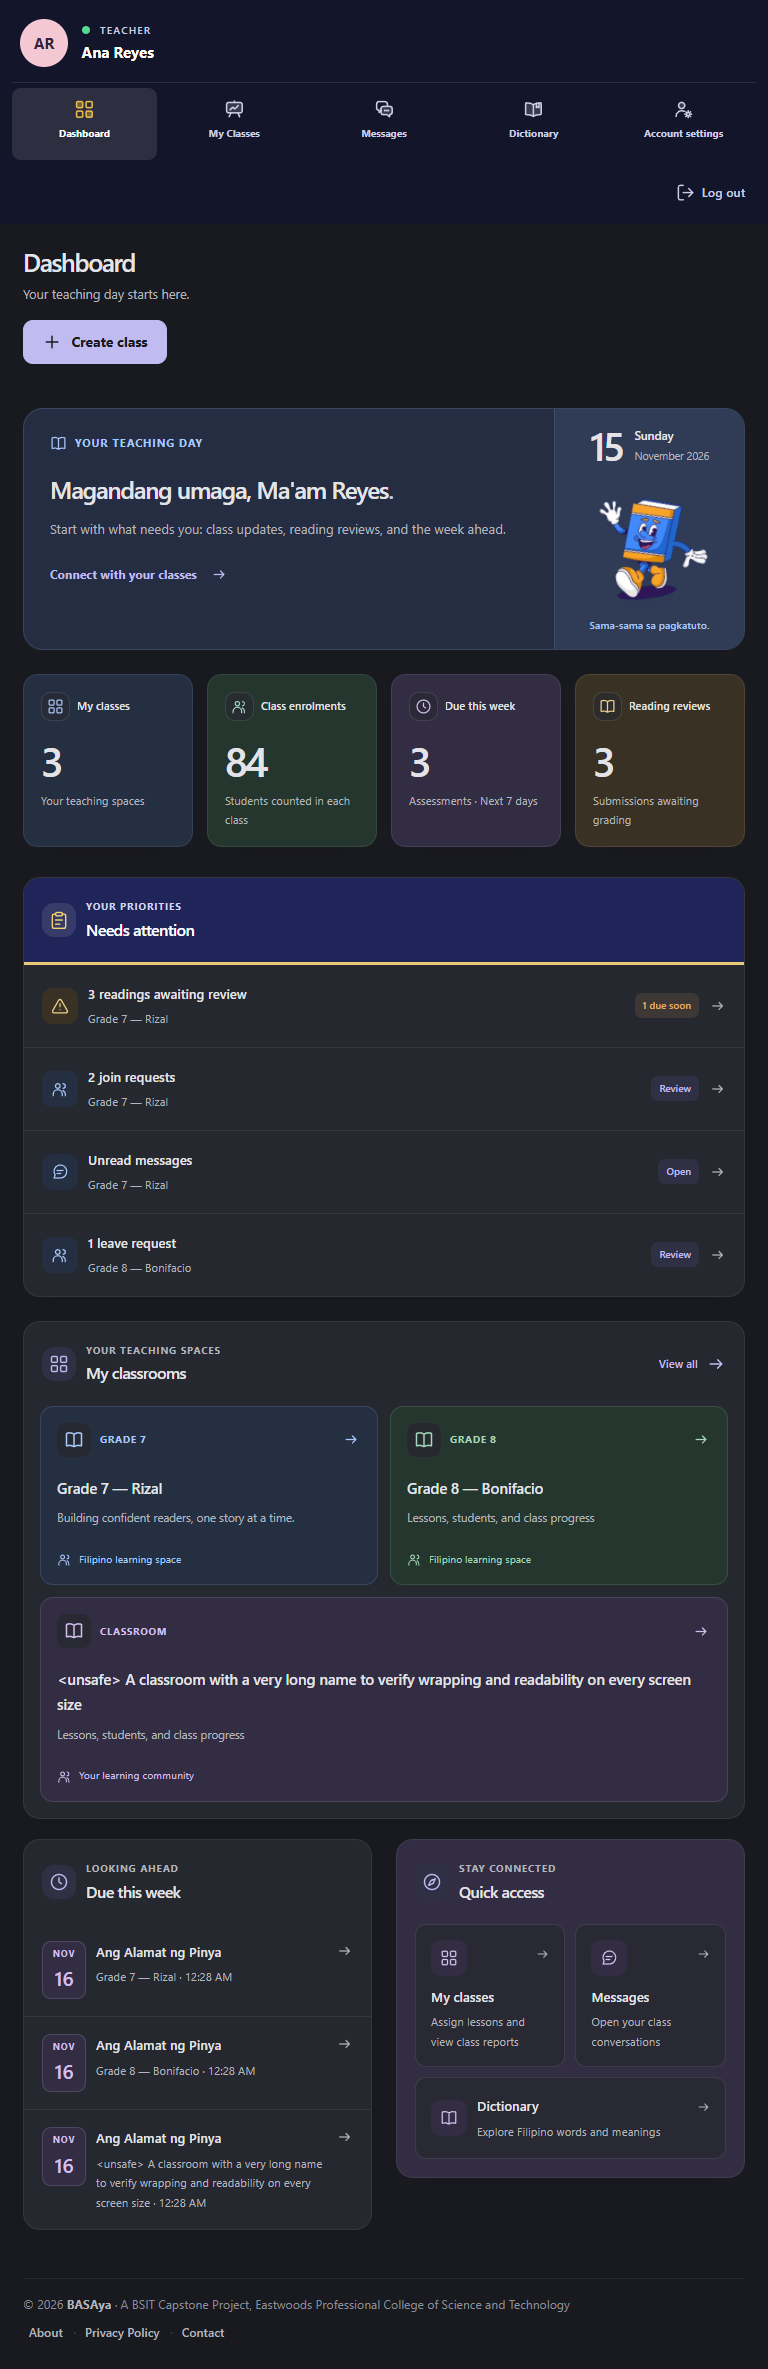 AR
TEACHER
Ana Reyes
Dashboard
My Classes
Messages
Dictionary
Account settings
Log out
Dashboard
Your teaching day starts here.
Create class
YOUR TEACHING DAY
Magandang umaga, Ma'am Reyes.
Start with what needs you: class updates, reading reviews, and the week ahead.
Connect with your classes
15
Sunday
November 2026
Sama-sama sa pagkatuto.
My classes
3
Your teaching spaces
Class enrolments
84
Students counted in each
class
Due this week
3
Assessments · Next 7 days
Reading reviews
3
Submissions awaiting
grading
YOUR PRIORITIES
Needs attention
3 readings awaiting review
Grade 7 — Rizal
1 due soon
2 join requests
Grade 7 — Rizal
Review
Unread messages
Grade 7 — Rizal
Open
1 leave request
Grade 8 — Bonifacio
Review
YOUR TEACHING SPACES
My classrooms
View all
GRADE 7
Grade 7 — Rizal
Building confident readers, one story at a time.
Filipino learning space
GRADE 8
Grade 8 — Bonifacio
Lessons, students, and class progress
Filipino learning space
CLASSROOM
<unsafe> A classroom with a very long name to verify wrapping and readability on every screen
size
Lessons, students, and class progress
Your learning community
LOOKING AHEAD
Due this week
NOV
16
Ang Alamat ng Pinya
Grade 7 — Rizal · 12:28 AM
NOV
16
Ang Alamat ng Pinya
Grade 8 — Bonifacio · 12:28 AM
NOV
16
Ang Alamat ng Pinya
<unsafe> A classroom with a very long name
to verify wrapping and readability on every
screen size · 12:28 AM
STAY CONNECTED
Quick access
My classes
Assign lessons and
view class reports
Messages
Open your class
conversations
Dictionary
Explore Filipino words and meanings
© 2026 BASAya · A BSIT Capstone Project, Eastwoods Professional College of Science and Technology
About · Privacy Policy · Contact